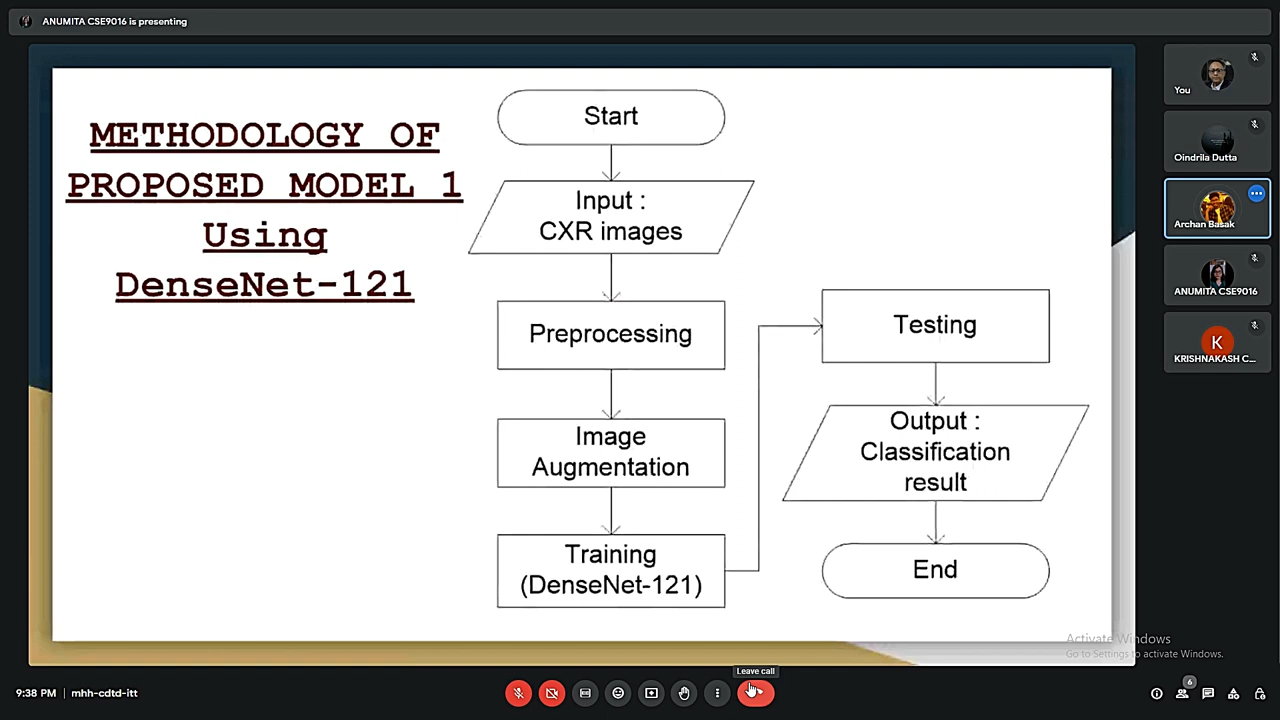 ANUMITA CSE9016 is presenting
METHODOLOGY OF
PROPOSED MODEL 1
Using
DenseNet-121
Start
Input :
CXR images
Preprocessing
Image
Augmentation
Training
(DenseNet-121)
Testing
Output :
Classification
result
End
You
Oindrila Dutta
Archan Basak
ANUMITA CSE9016
K
KRISHNAKASH C...
Activate Windows
Go to Settings to activate Windows.
Leave call
9:38 PM | mhh-cdtd-itt
6